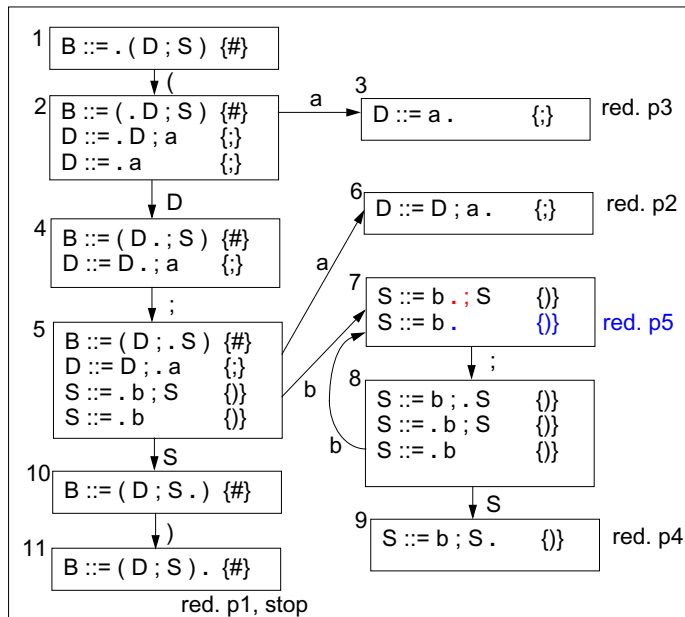 1
B ::= . ( D ; S ) {#}
(
2
B ::= ( . D ; S ) {#}
D ::= . D ; a {;}
D ::= . a {;}
a
3
D ::= a . {;}
red. p3
D
4
B ::= ( D . ; S ) {#}
D ::= D . ; a {;}
;
5
B ::= ( D ; . S ) {#}
D ::= D ; . a {;}
S ::= . b ; S {)}
S ::= . b {)}
a
6
D ::= D ; a . {;}
red. p2
b
7
S ::= b . ; S {)}
S ::= b . {)}
red. p5
;
8
S ::= b ; . S {)}
S ::= . b ; S {)}
S ::= . b {)}
b
S
9
S ::= b ; S . {)}
red. p4
S
10
B ::= ( D ; S . ) {#}
)
11
B ::= ( D ; S ) . {#}
red. p1, stop